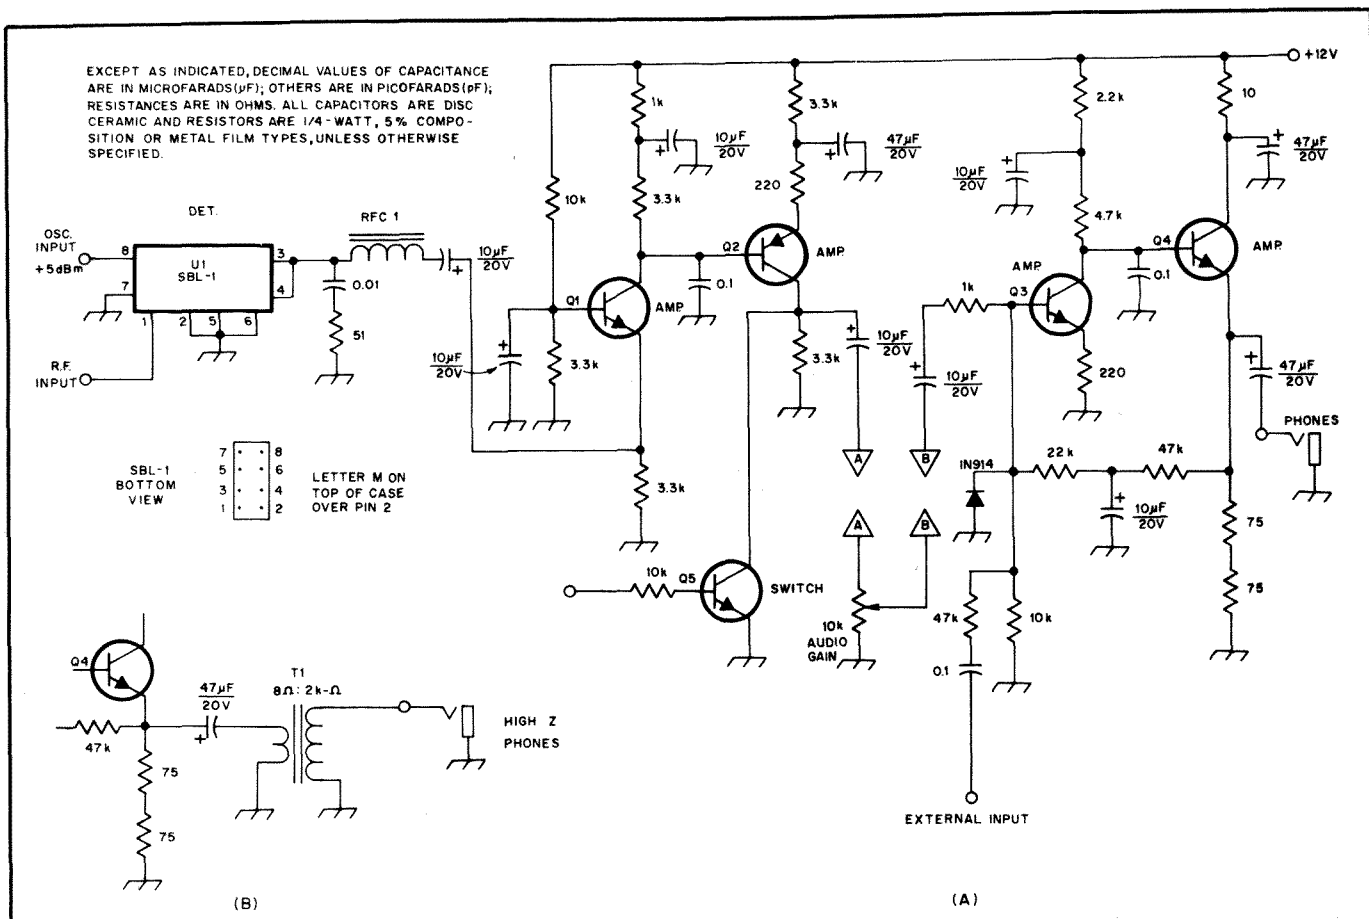 EXCEPT AS INDICATED, DECIMAL VALUES OF CAPACITANCE
ARE IN MICROFARADS (µF); OTHERS ARE IN PICOFARADS (pF);
RESISTANCES ARE IN OHMS. ALL CAPACITORS ARE DISC
CERAMIC AND RESISTORS ARE 1/4-WATT, 5% COMPO-
SITION OR METAL FILM TYPES, UNLESS OTHERWISE
SPECIFIED.
+12V
1k
10µF
20V
3.3k
47µF
20V
2.2k
10
47µF
20V
10µF
20V
10k
3.3k
220
4.7k
DET.
RFC 1
OSC.
INPUT
+5dBm
8
7
U1
SBL-1
3
4
1
2
5
6
0.01
51
R.F.
INPUT
10µF
20V
Q1
AMP.
Q2
AMP.
0.1
Q3
AMP.
Q4
AMP.
0.1
1k
10µF
20V
3.3k
3.3k
10µF
20V
10µF
20V
220
47µF
20V
PHONES
SBL-1
BOTTOM
VIEW
7
8
5
6
3
4
1
2
LETTER M ON
TOP OF CASE
OVER PIN 2
3.3k
A
B
1N914
22k
47k
10µF
20V
75
75
A
B
10k
Q5
SWITCH
10k
AUDIO
GAIN
47k
10k
0.1
EXTERNAL INPUT
Q4
47k
47µF
20V
T1
8Ω:2k-Ω
HIGH Z
PHONES
75
75
(B)
(A)